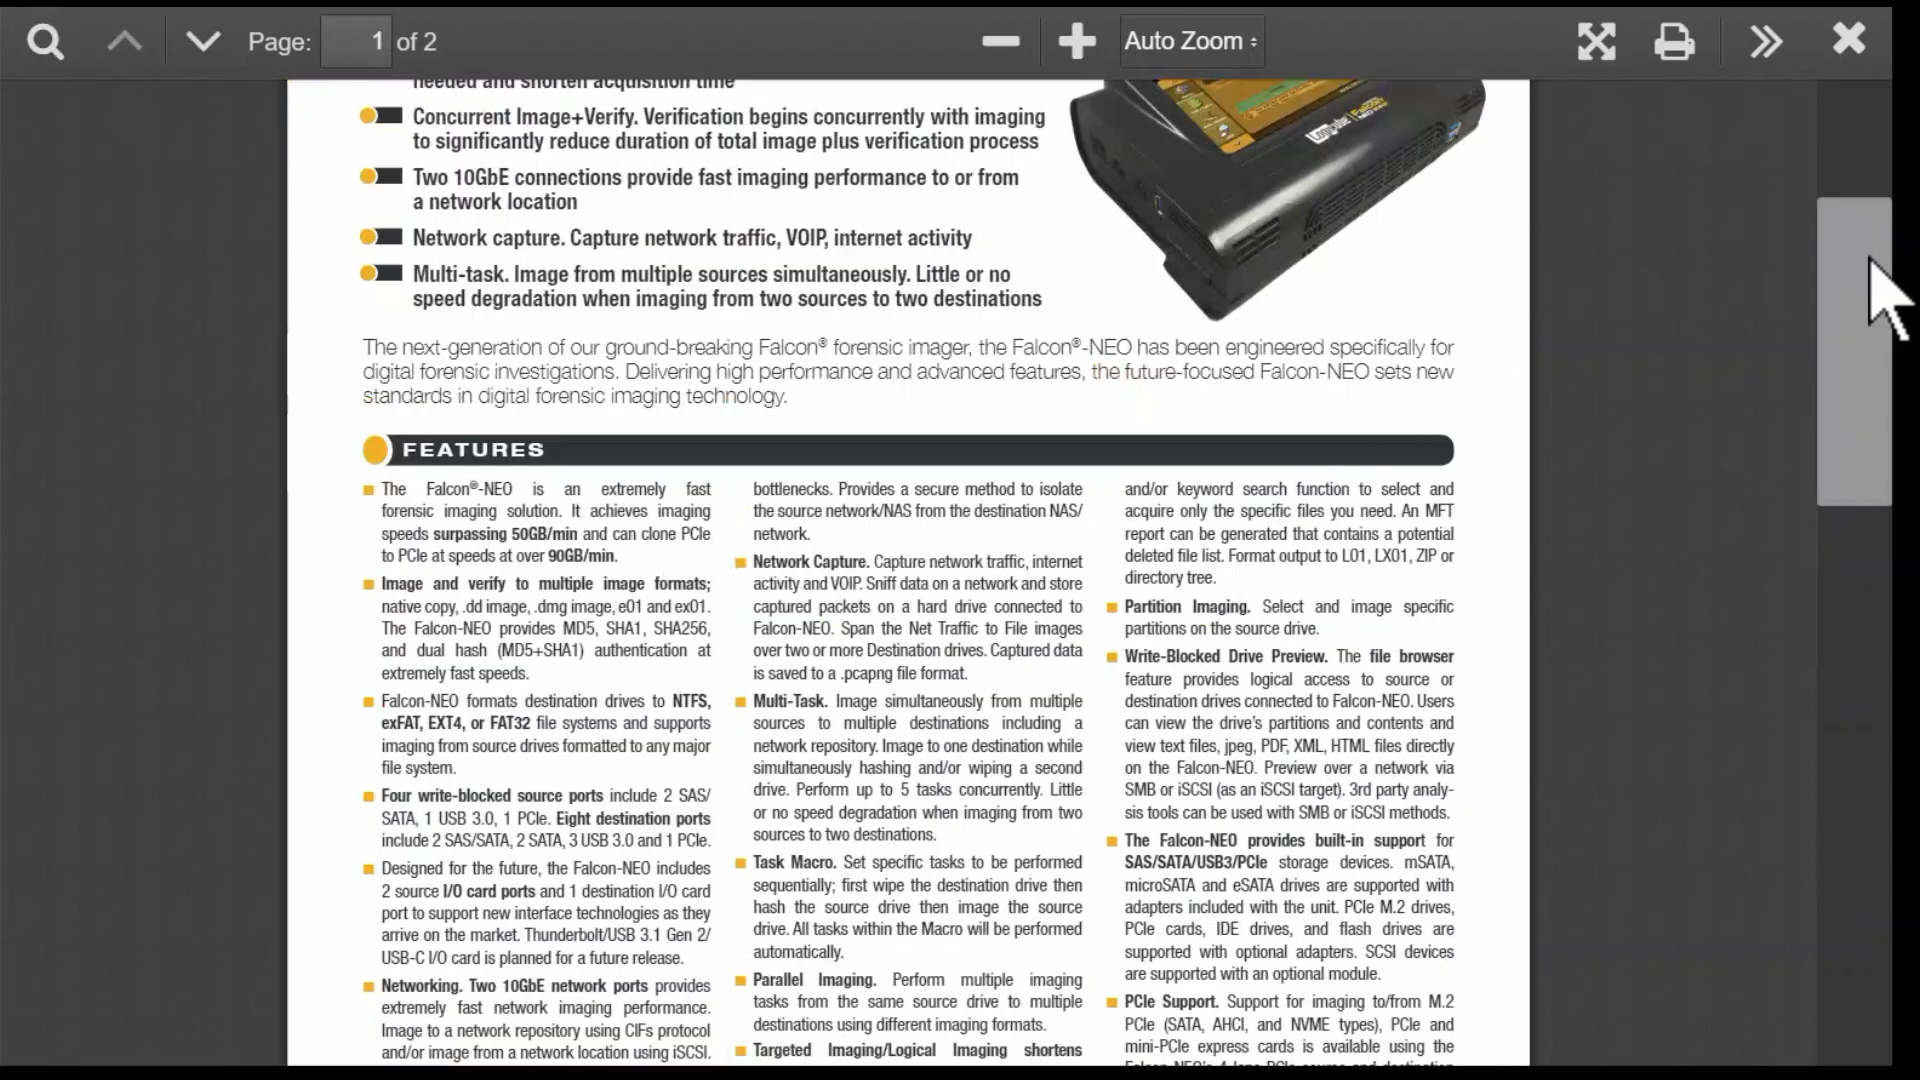 Page: 1 of 2
Auto Zoom
needed and shorten acquisition time
Concurrent Image+Verify. Verification begins concurrently with imaging
to significantly reduce duration of total image plus verification process
Two 10GbE connections provide fast imaging performance to or from
a network location
Network capture. Capture network traffic, VOIP, internet activity
Multi-task. Image from multiple sources simultaneously. Little or no
speed degradation when imaging from two sources to two destinations
Logicube Falcon
The next-generation of our ground-breaking Falcon® forensic imager, the Falcon®-NEO has been engineered specifically for
digital forensic investigations. Delivering high performance and advanced features, the future-focused Falcon-NEO sets new
standards in digital forensic imaging technology.
FEATURES
The Falcon®-NEO is an extremely fast
forensic imaging solution. It achieves imaging
speeds surpassing 50GB/min and can clone PCIe
to PCIe at speeds at over 90GB/min.
Image and verify to multiple image formats;
native copy, .dd image, .dmg image, e01 and ex01.
The Falcon-NEO provides MD5, SHA1, SHA256,
and dual hash (MD5+SHA1) authentication at
extremely fast speeds.
Falcon-NEO formats destination drives to NTFS,
exFAT, EXT4, or FAT32 file systems and supports
imaging from source drives formatted to any major
file system.
Four write-blocked source ports include 2 SAS/
SATA, 1 USB 3.0, 1 PCIe. Eight destination ports
include 2 SAS/SATA, 2 SATA, 3 USB 3.0 and 1 PCIe.
Designed for the future, the Falcon-NEO includes
2 source I/O card ports and 1 destination I/O card
port to support new interface technologies as they
arrive on the market. Thunderbolt/USB 3.1 Gen 2/
USB-C I/O card is planned for a future release.
Networking. Two 10GbE network ports provides
extremely fast network imaging performance.
Image to a network repository using CIFs protocol
and/or image from a network location using iSCSI.
bottlenecks. Provides a secure method to isolate
the source network/NAS from the destination NAS/
network.
Network Capture. Capture network traffic, internet
activity and VOIP. Sniff data on a network and store
captured packets on a hard drive connected to
Falcon-NEO. Span the Net Traffic to File images
over two or more Destination drives. Captured data
is saved to a .pcapng file format.
Multi-Task. Image simultaneously from multiple
sources to multiple destinations including a
network repository. Image to one destination while
simultaneously hashing and/or wiping a second
drive. Perform up to 5 tasks concurrently. Little
or no speed degradation when imaging from two
sources to two destinations.
Task Macro. Set specific tasks to be performed
sequentially; first wipe the destination drive then
hash the source drive then image the source
drive. All tasks within the Macro will be performed
automatically.
Parallel Imaging. Perform multiple imaging
tasks from the same source drive to multiple
destinations using different imaging formats.
Targeted Imaging/Logical Imaging shortens
and/or keyword search function to select and
acquire only the specific files you need. An MFT
report can be generated that contains a potential
deleted file list. Format output to L01, LX01, ZIP or
directory tree.
Partition Imaging. Select and image specific
partitions on the source drive.
Write-Blocked Drive Preview. The file browser
feature provides logical access to source or
destination drives connected to Falcon-NEO. Users
can view the drive's partitions and contents and
view text files, jpeg, PDF, XML, HTML files directly
on the Falcon-NEO. Preview over a network via
SMB or iSCSI (as an iSCSI target). 3rd party analy-
sis tools can be used with SMB or iSCSI methods.
The Falcon-NEO provides built-in support for
SAS/SATA/USB3/PCIe storage devices. mSATA,
microSATA and eSATA drives are supported with
adapters included with the unit. PCIe M.2 drives,
PCIe cards, IDE drives, and flash drives are
supported with optional adapters. SCSI devices
are supported with an optional module.
PCIe Support. Support for imaging to/from M.2
PCIe (SATA, AHCI, and NVME types), PCIe and
mini-PCIe express cards is available using the